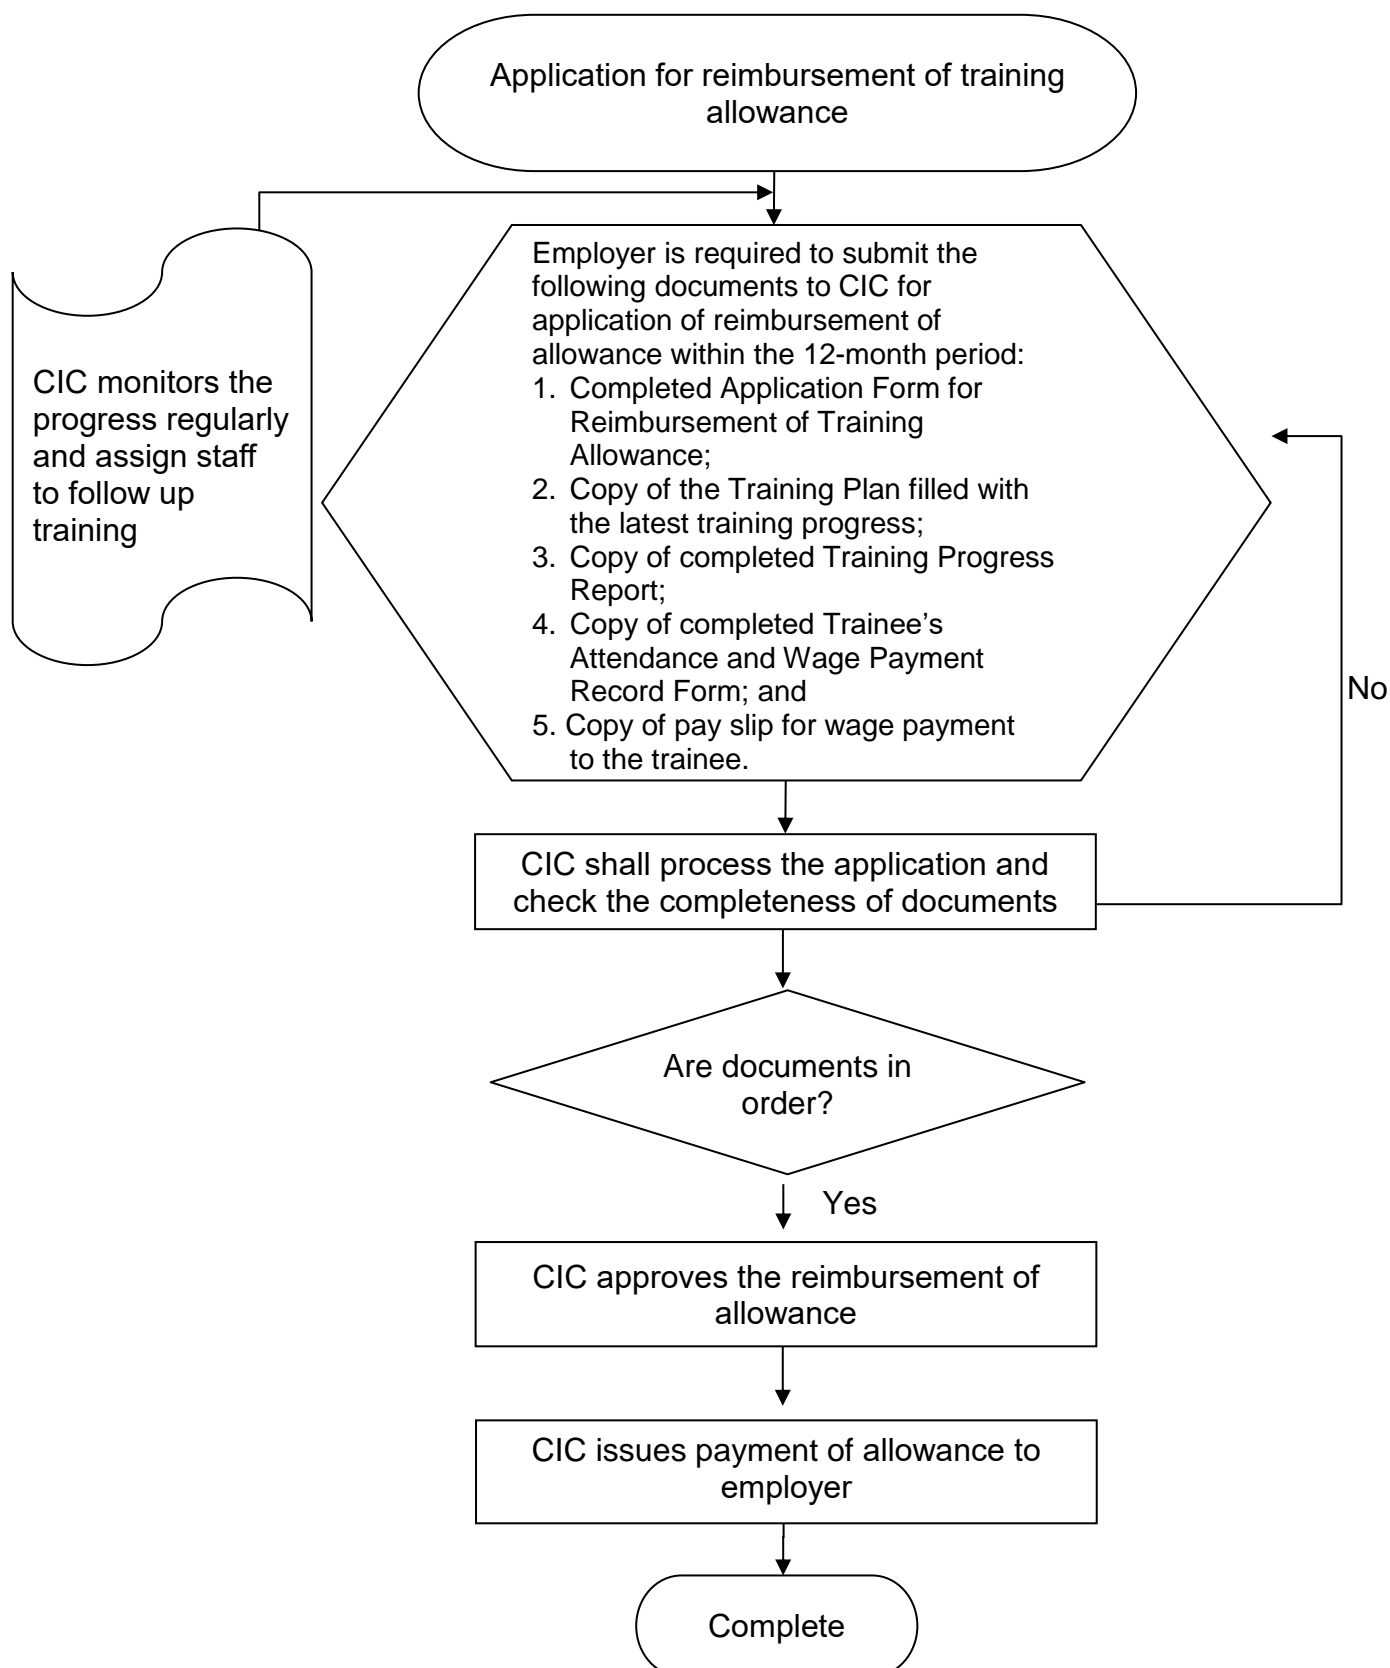 Application for reimbursement of training
allowance
Employer is required to submit the
following documents to CIC for
application of reimbursement of
allowance within the 12-month period:
1. Completed Application Form for
Reimbursement of Training
Allowance;
2. Copy of the Training Plan filled with
the latest training progress;
3. Copy of completed Training Progress
Report;
4. Copy of completed Trainee’s
Attendance and Wage Payment
Record Form; and
5. Copy of pay slip for wage payment
to the trainee.
CIC monitors the
progress regularly
and assign staff
to follow up
training
No
CIC shall process the application and
check the completeness of documents
Are documents in
order?
Yes
CIC approves the reimbursement of
allowance
CIC issues payment of allowance to
employer
Complete